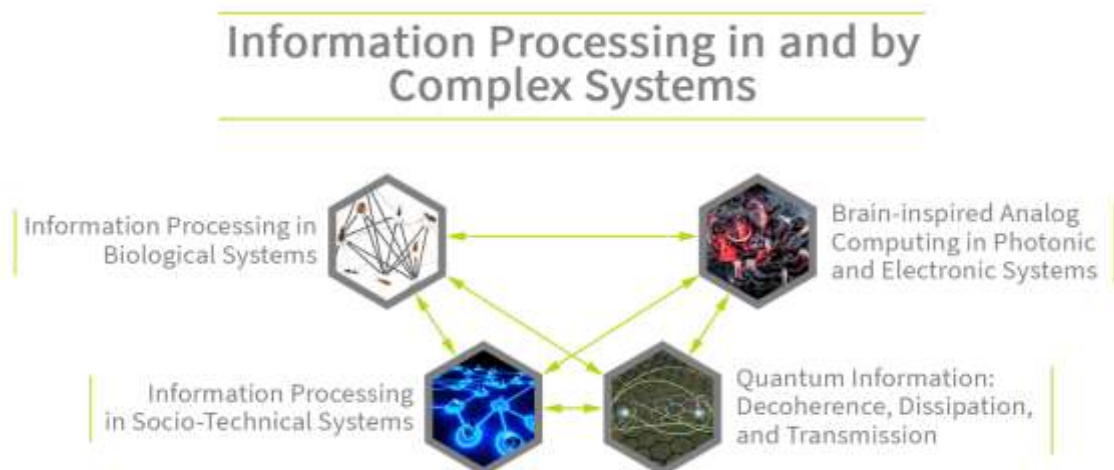 Information Processing in and by
Complex Systems
Information Processing in
Biological Systems
Brain-inspired Analog
Computing in Photonic
and Electronic Systems
Information Processing
in Socio-Technical Systems
Quantum Information:
Decoherence, Dissipation,
and Transmission